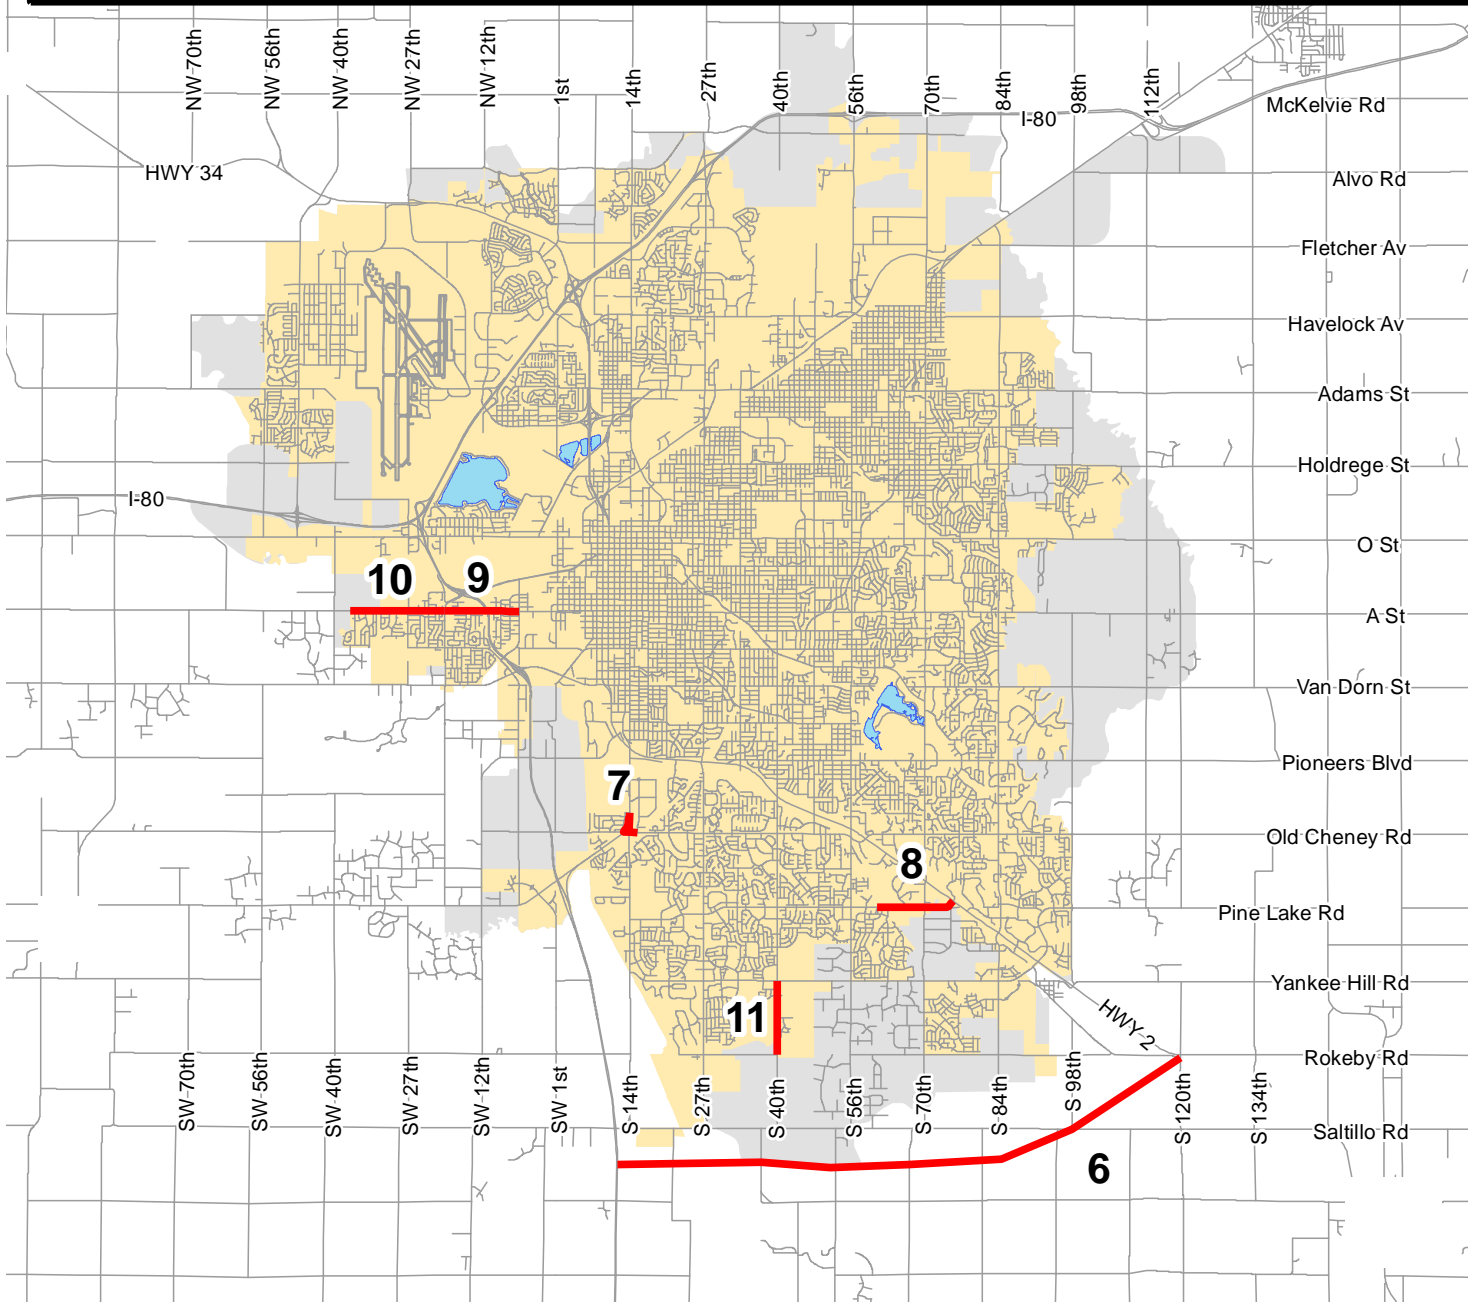 NW 70th
NW 56th
NW 40th
NW 27th
NW 12th
1st
14th
27th
40th
56th
70th
84th
98th
112th
I-80
McKelvie Rd
HWY 34
Alvo Rd
Fletcher Av
Havelock Av
Adams St
Holdrege St
I-80
O St
10
9
A St
Van Dorn St
Pioneers Blvd
7
Old Cheney Rd
8
Pine Lake Rd
Yankee Hill Rd
11
HWY 2
Rokeby Rd
SW 70th
SW 56th
SW 40th
SW 27th
SW 12th
SW 1st
S 14th
S 27th
S 40th
S 56th
S 70th
S 84th
S 98th
S 120th
S 134th
Saltillo Rd
6